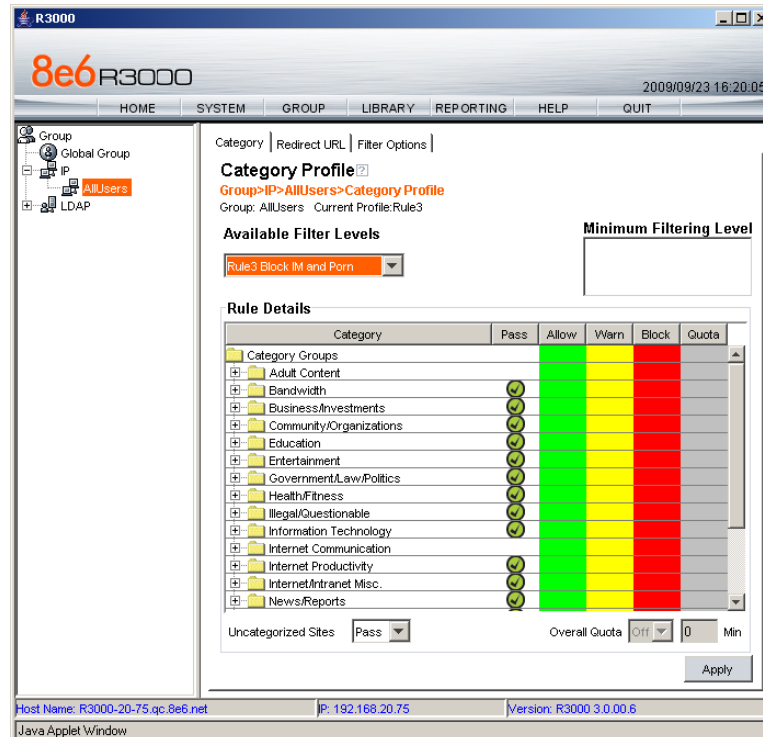 R3000
8e6 R3000
2009/09/23 16:20:05
HOME SYSTEM GROUP LIBRARY REPORTING HELP QUIT
Group
Global Group
IP
AllUsers
LDAP
Category Redirect URL Filter Options
Category Profile?
Group>IP>AllUsers>Category Profile
Group: AllUsers Current Profile:Rule3
Available Filter Levels
Minimum Filtering Level
Rule3 Block IM and Porn
Rule Details
Category Pass Allow Warn Block Quota
Category Groups
Adult Content
Bandwidth
Business/Investments
Community/Organizations
Education
Entertainment
Government/Law/Politics
Health/Fitness
Illegal/Questionable
Information Technology
Internet Communication
Internet Productivity
Internet/Intranet Misc.
News/Reports
Uncategorized Sites Pass Overall Quota Off 0 Min
Apply
Host Name: R3000-20-75.qc.8e6.net IP: 192.168.20.75 Version: R3000 3.0.00.6
Java Applet Window